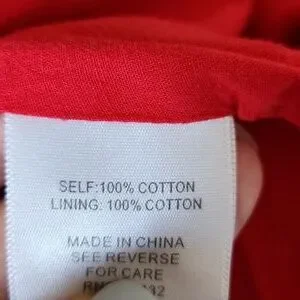 SELF:100% COTTON
LINING: 100% COTTON
MADE IN CHINA
SEE REVERSE
FOR CARE